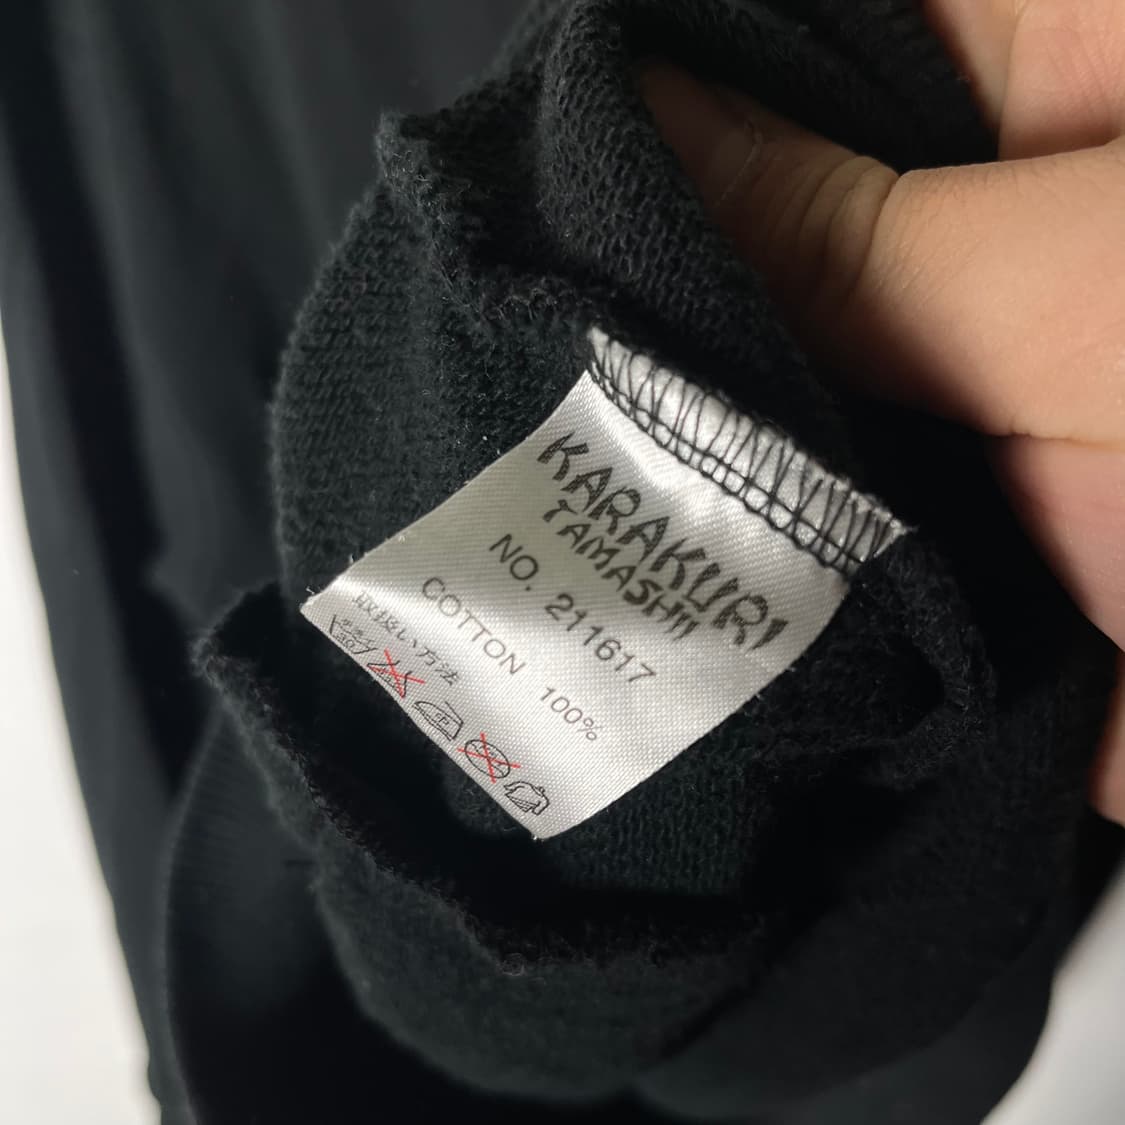 KARAKURI
TAMASHII
NO. 211617
COTTON 100%
取扱い方法